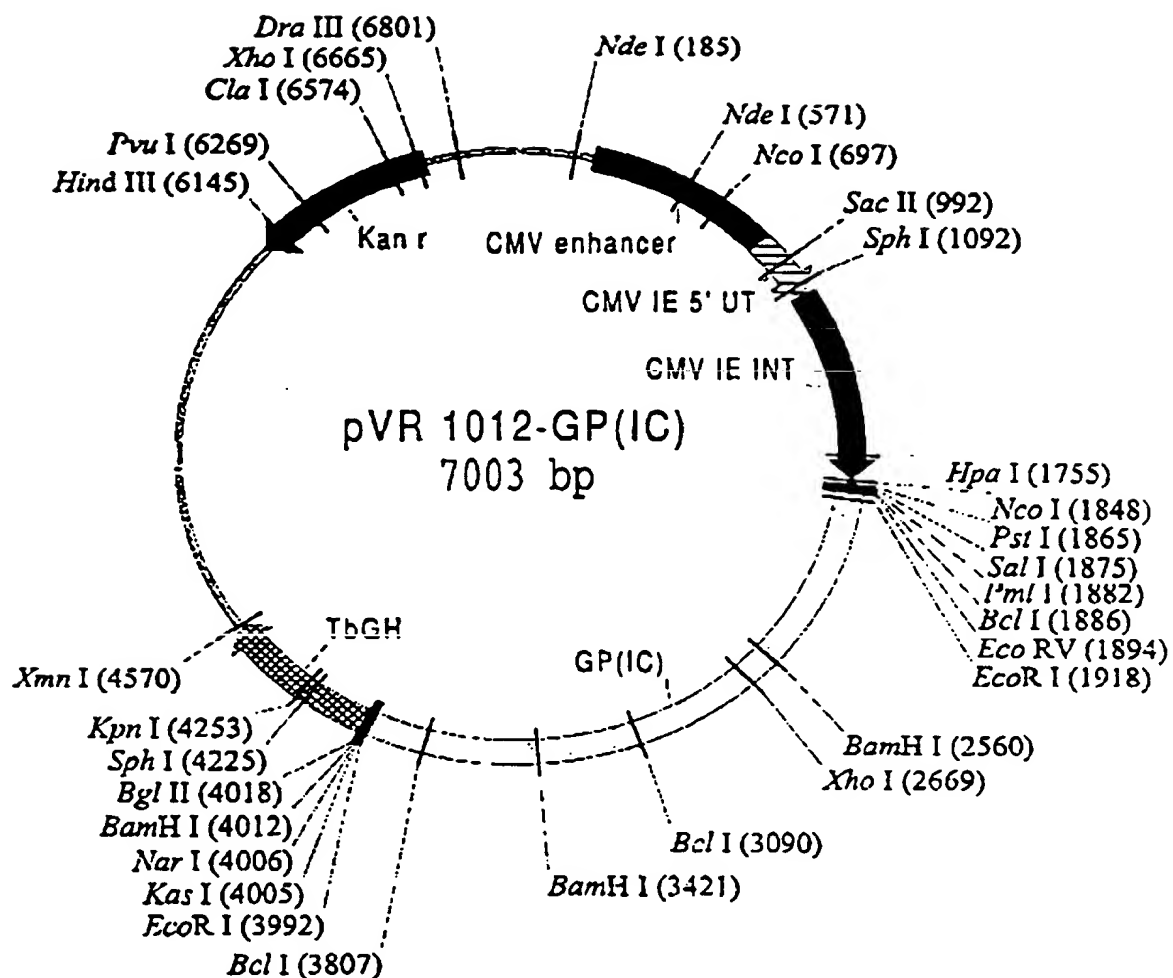 Dra III (6801)
Xho I (6665)
Cla I (6574)
Pvu I (6269)
Hind III (6145)
Kan r
Nde I (185)
Nde I (571)
Nco I (697)
Sac II (992)
Sph I (1092)
CMV enhancer
CMV IE 5' UT
CMV IE INT
pVR 1012-GP(IC)
7003 bp
Hpa I (1755)
Nco I (1848)
Pst I (1865)
Sal I (1875)
Pml I (1882)
Bcl I (1886)
Eco RV (1894)
EcoR I (1918)
TbGH
GP(IC)
Xmn I (4570)
Kpn I (4253)
Sph I (4225)
Bgl II (4018)
BamH I (4012)
Nar I (4006)
Kas I (4005)
EcoR I (3992)
Bcl I (3807)
BamH I (3421)
Bcl I (3090)
Xho I (2669)
BamH I (2560)